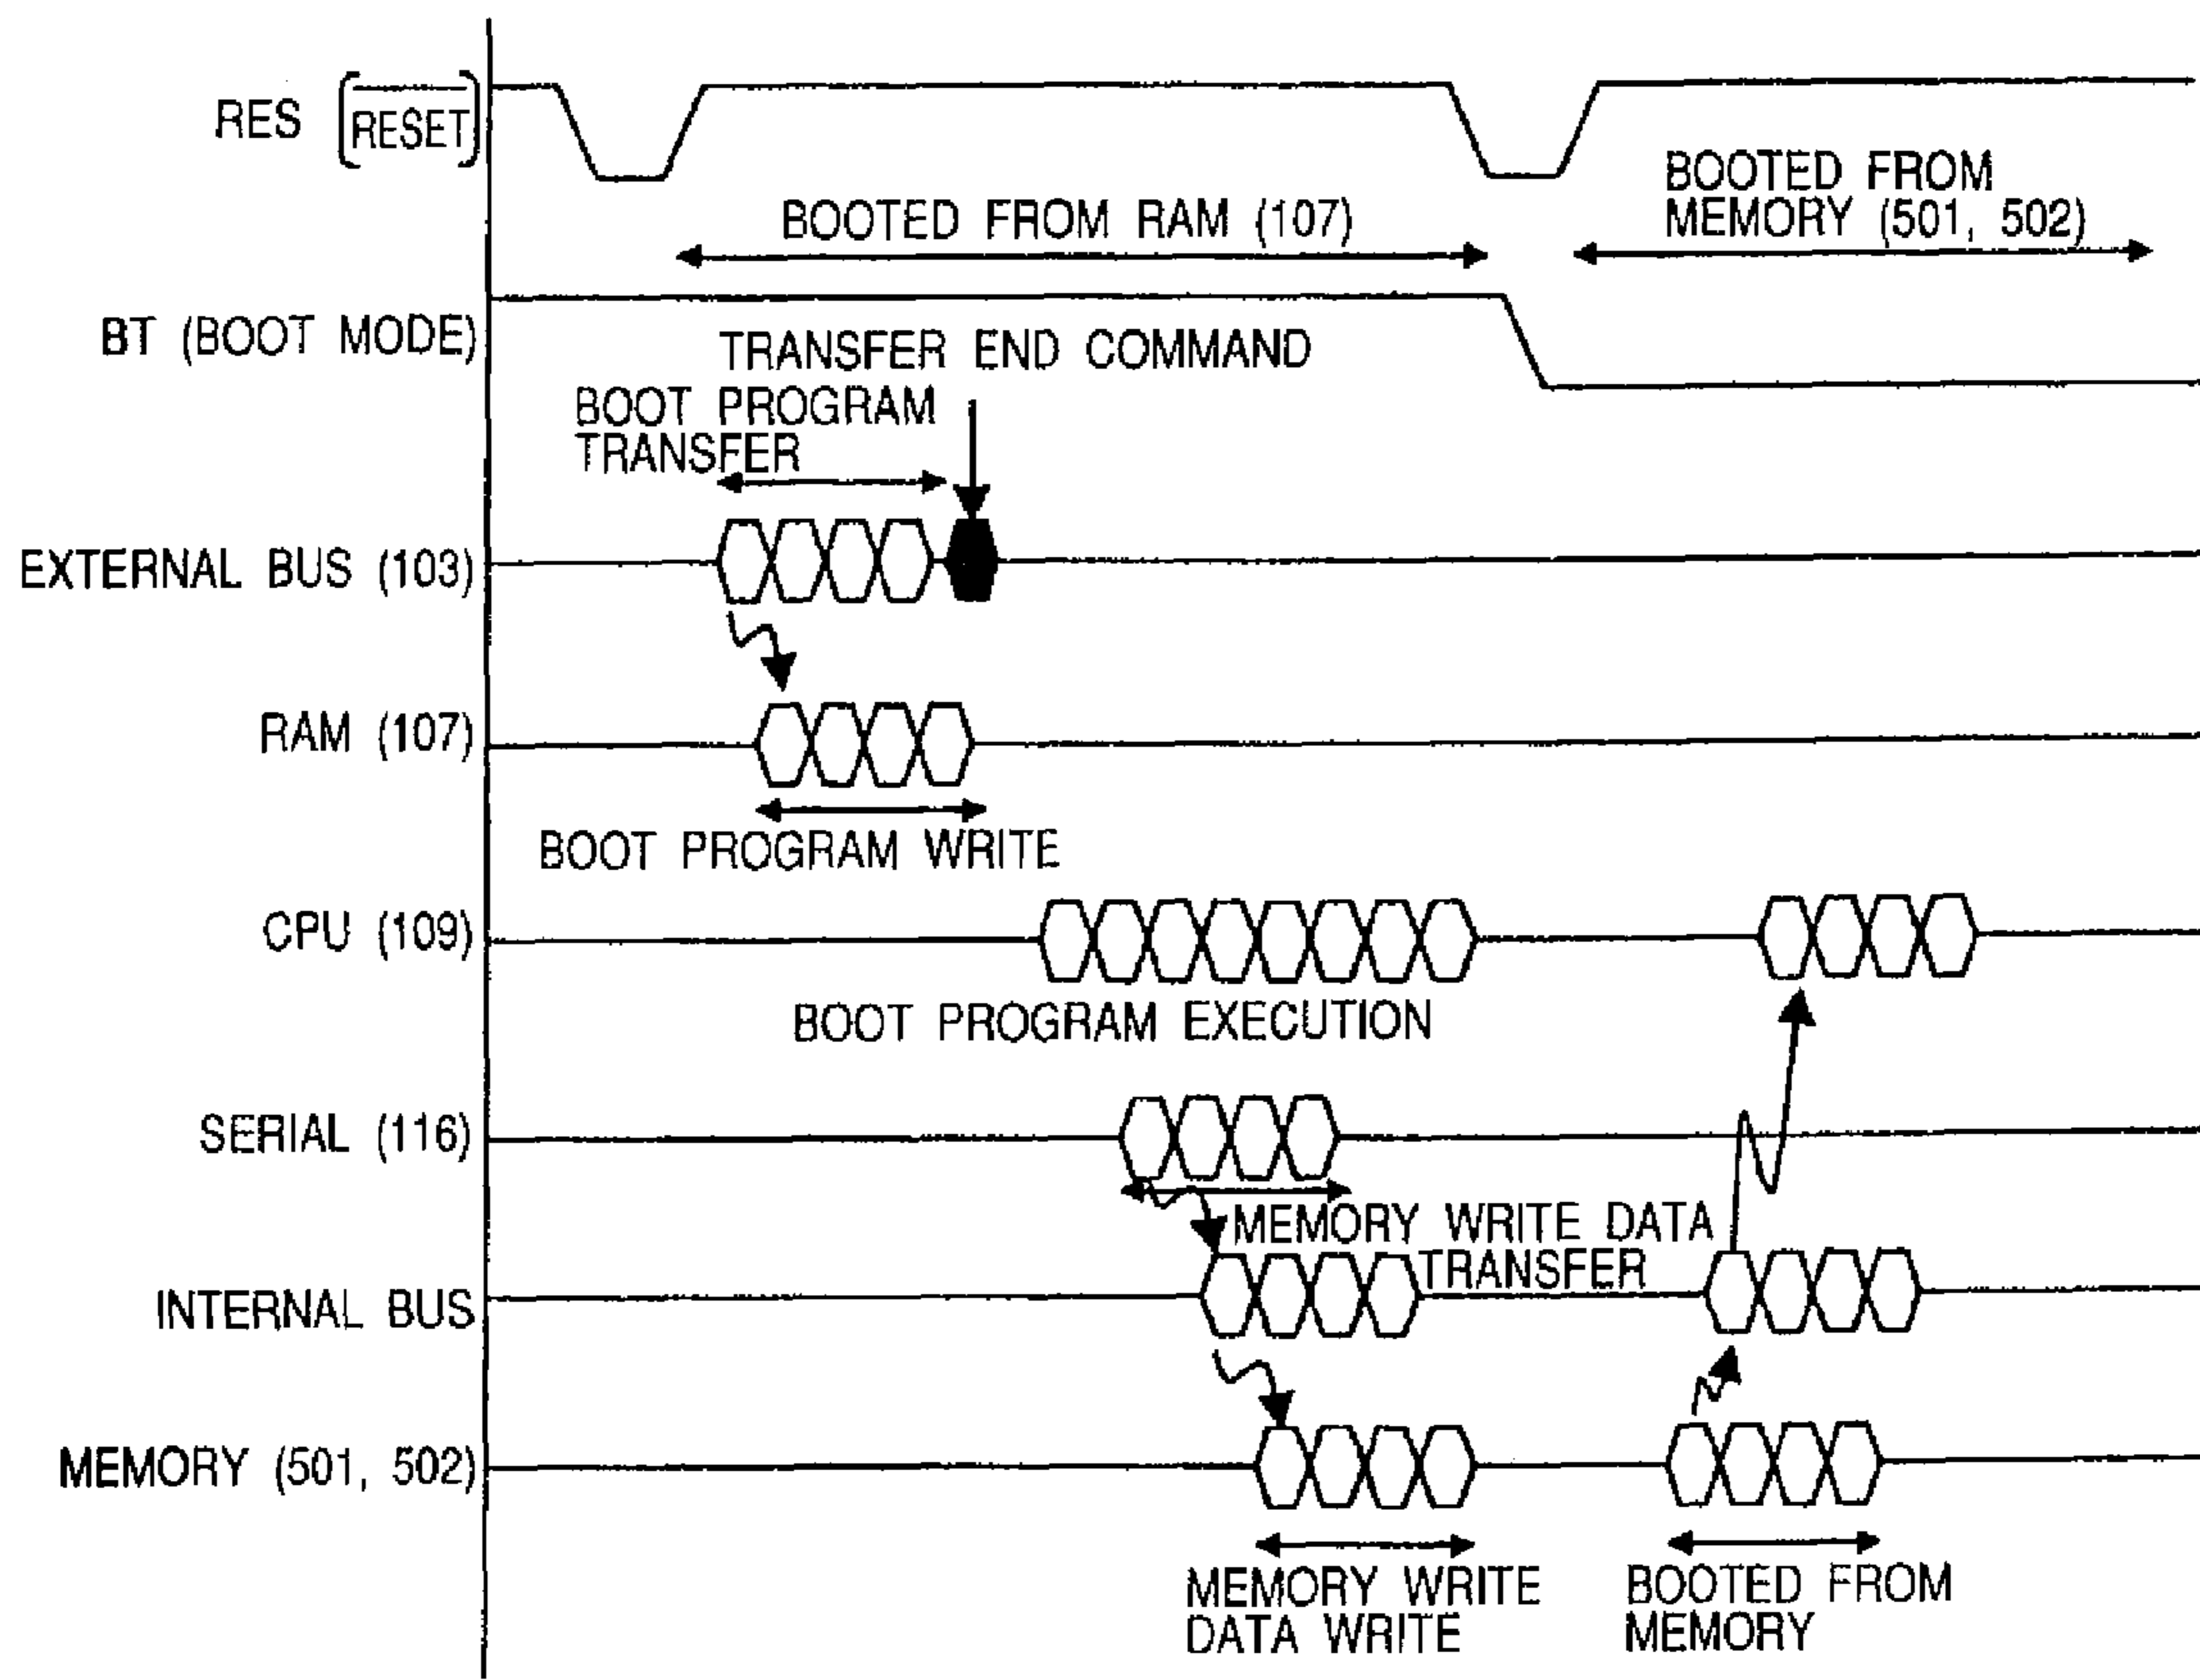 RES (RESET)
BOOTED FROM
MEMORY (501, 502)
BOOTED FROM RAM (107)
BT (BOOT MODE)
TRANSFER END COMMAND
BOOT PROGRAM
TRANSFER
EXTERNAL BUS (103)
RAM (107)
BOOT PROGRAM WRITE
CPU (109)
BOOT PROGRAM EXECUTION
SERIAL (116)
MEMORY WRITE DATA
TRANSFER
INTERNAL BUS
MEMORY (501, 502)
MEMORY WRITE
DATA WRITE
BOOTED FROM
MEMORY